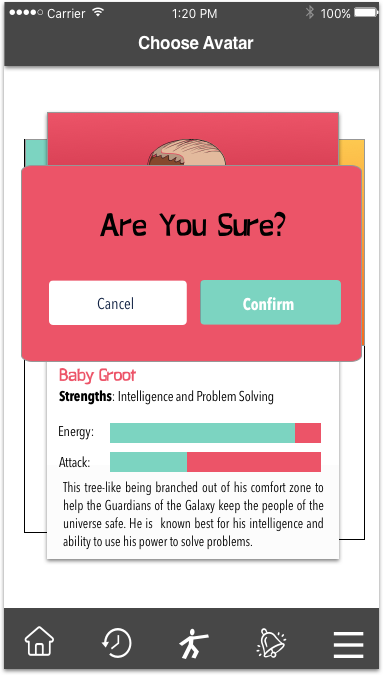 Carrier 1:20 PM 100%
Choose Avatar
Are You Sure?
Cancel Confirm
Baby Groot
Strengths: Intelligence and Problem Solving
Energy:
Attack:
This tree-like being branched out of his comfort zone to
help the Guardians of the Galaxy keep the people of the
universe safe. He is known best for his intelligence and
ability to use his power to solve problems.